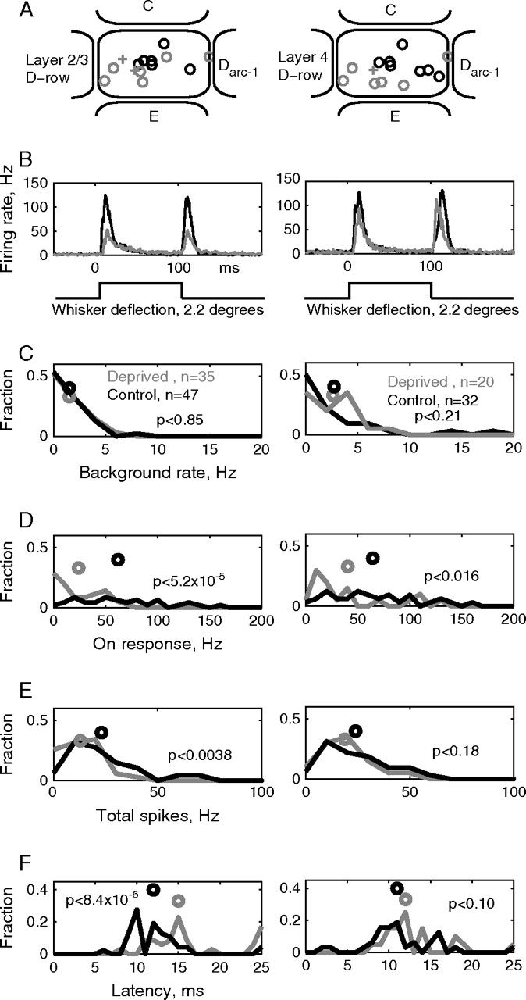 A
C
Layer 2/3
D-row
D arc-1
E
C
Layer 4
D-row
D arc-1
E
B
Firing rate, Hz
150
100
50
0
0
100
ms
Whisker deflection, 2.2 degrees
150
100
50
0
0
100
Whisker deflection, 2.2 degrees
C
Fraction
0.5
0
Deprived , n=35
Control, n=47
p<0.85
0
5
10
15
20
Background rate, Hz
0.5
0
Deprived , n=20
Control, n=32
p<0.21
0
5
10
15
20
D
Fraction
0.5
0
p<5.2x10-5
0
50
100
150
200
On response, Hz
0.5
0
p<0.016
0
50
100
150
200
E
Fraction
0.5
0
p<0.0038
0
50
100
Total spikes, Hz
0.5
0
p<0.18
0
50
100
F
Fraction
0.4
0.2
0
p<8.4x10-6
0
5
10
15
20
25
Latency, ms
0.4
0.2
0
p<0.10
0
5
10
15
20
25